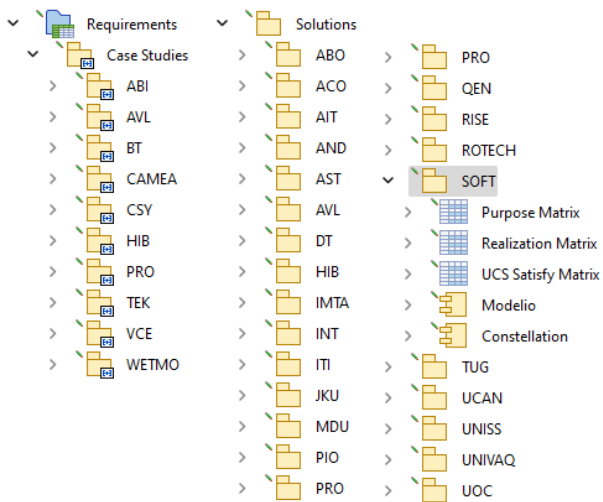 Requirements
Case Studies
ABI
AVL
BT
CAMEA
CSY
HIB
PRO
TEK
VCE
WETMO
Solutions
ABO
ACO
AIT
AND
AST
AVL
DT
HIB
IMTA
INT
ITI
JKU
MDU
PIO
PRO
PRO
QEN
RISE
ROTECH
SOFT
Purpose Matrix
Realization Matrix
UCS Satisfy Matrix
Modelio
Constellation
TUG
UCAN
UNISS
UNIVAQ
UOC